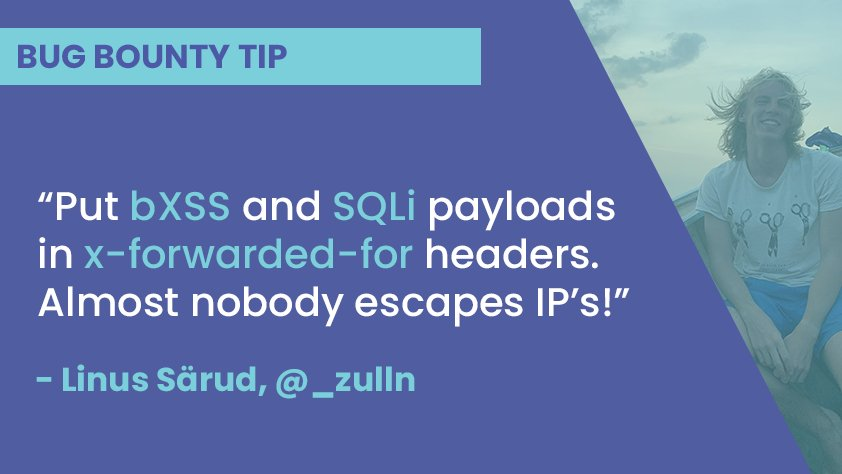 BUG BOUNTY TIP
“Put bXSS and SQLi payloads
in x-forwarded-for headers.
Almost nobody escapes IP’s!”
- Linus Särud, @_zulln